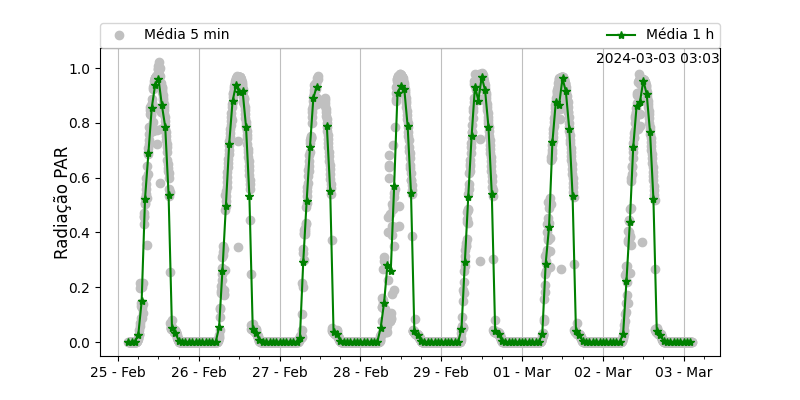 Média 5 min
Média 1 h
2024-03-03 03:03
Radiação PAR
1.0
0.8
0.6
0.4
0.2
0.0
25 - Feb 26 - Feb 27 - Feb 28 - Feb 29 - Feb 01 - Mar 02 - Mar 03 - Mar